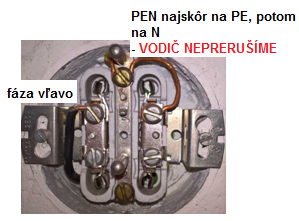 PEN najskôr na PE, potom
na N
- VODIČ NEPRERUŠÍME
fáza vľavo